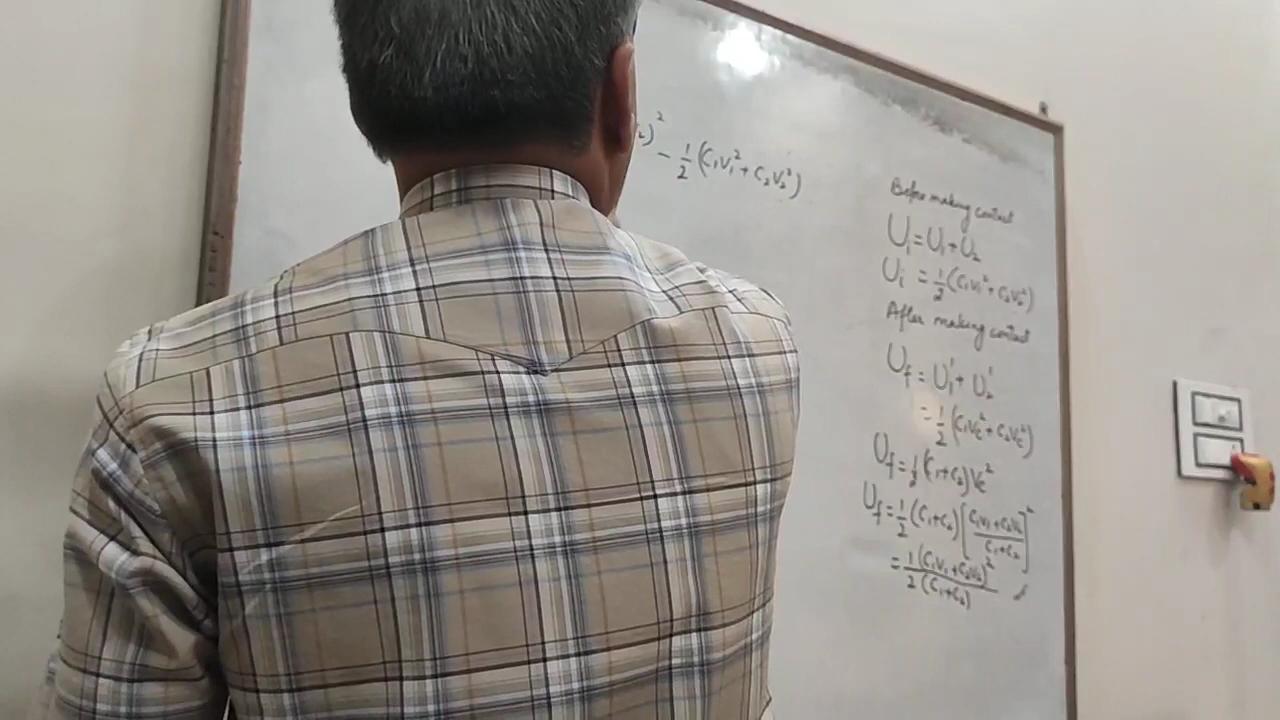 ₂)² - 1/2 (C₁V₁² + C₂V₂²)
Before making contact
Uᵢ = U₁ + U₂
Uᵢ = 1/2 (C₁V₁² + C₂V₂²)
After making contact
U_f = U₁' + U₂'
= 1/2 (C₁V_C² + C₂V_C²)
U_f = 1/2 (C₁+C₂) V_C²
U_f = 1/2 (C₁+C₂) [(C₁V₁+C₂V₂)/(C₁+C₂)]²
= 1(C₁V₁+C₂V₂)²/2(C₁+C₂)